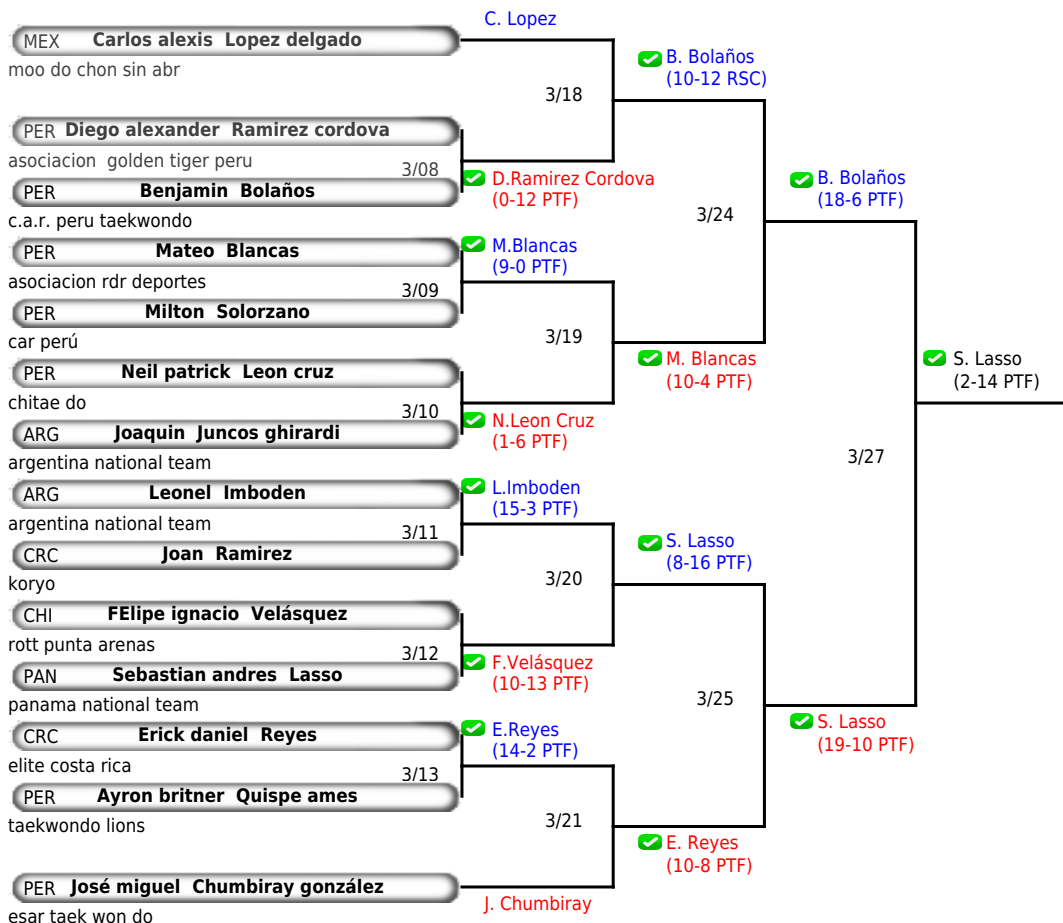 C. Lopez
MEX Carlos alexis Lopez delgado
moo do chon sin abr
B. Bolaños
(10-12 RSC)
3/18
PER Diego alexander Ramirez cordova
asociacion golden tiger peru
3/08
PER Benjamin Bolaños
c.a.r. peru taekwondo
D.Ramirez Cordova
(0-12 PTF)
B. Bolaños
(18-6 PTF)
3/24
PER Mateo Blancas
asociacion rdr deportes
M.Blancas
(9-0 PTF)
3/09
PER Milton Solorzano
car perú
3/19
PER Neil patrick Leon cruz
chitae do
M. Blancas
(10-4 PTF)
S. Lasso
(2-14 PTF)
3/10
ARG Joaquin Juncos ghirardi
argentina national team
N.Leon Cruz
(1-6 PTF)
3/27
ARG Leonel Imboden
argentina national team
L.Imboden
(15-3 PTF)
3/11
CRC Joan Ramirez
koryo
S. Lasso
(8-16 PTF)
3/20
CHI FElipe ignacio Velásquez
rott punta arenas
3/12
PAN Sebastian andres Lasso
panama national team
F.Velásquez
(10-13 PTF)
3/25
CRC Erick daniel Reyes
elite costa rica
E.Reyes
(14-2 PTF)
S. Lasso
(19-10 PTF)
3/13
PER Ayron britner Quispe ames
taekwondo lions
3/21
E. Reyes
(10-8 PTF)
PER José miguel Chumbiray gonzález
esar taek won do
J. Chumbiray